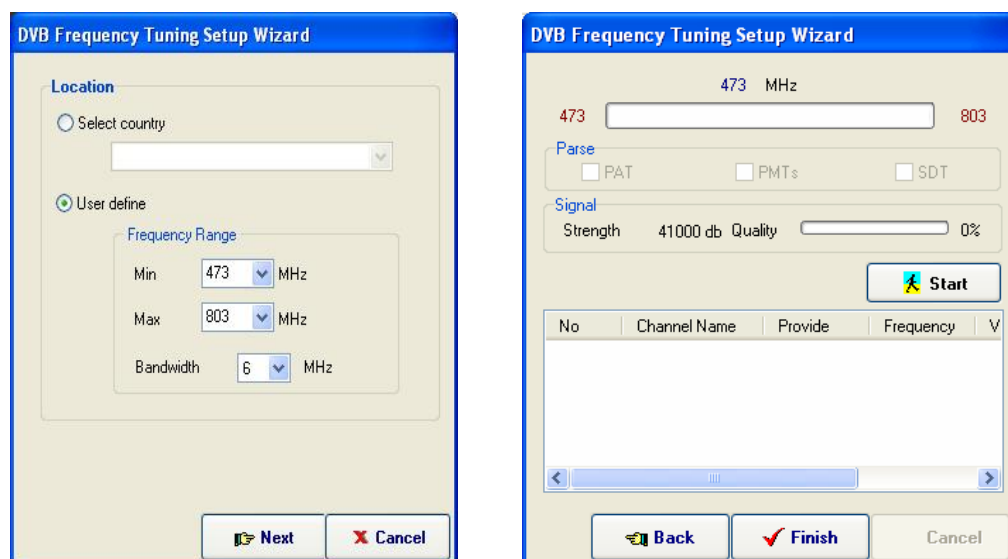 DVB Frequency Tuning Setup Wizard
Location
Select country
User define
Frequency Range
Min 473 MHz
Max 803 MHz
Bandwidth 6 MHz
Next Cancel
DVB Frequency Tuning Setup Wizard
473 MHz
473 803
Parse
PAT PMTs SDT
Signal
Strength 41000 db Quality 0%
Start
No Channel Name Provide Frequency V
Back Finish Cancel